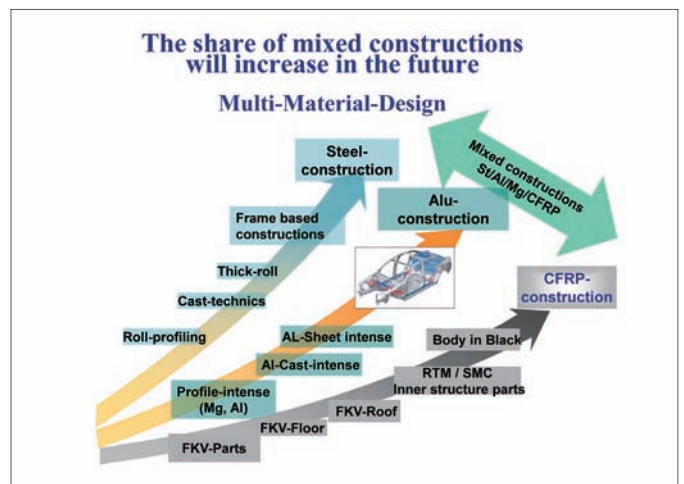 The share of mixed constructions
will increase in the future
Multi-Material-Design
Steel-
construction
Mixed constructions
St/Al/Mg/CFRP
Alu-
construction
Frame based
constructions
Thick-roll
CFRP-
construction
Cast-technics
Roll-profiling
AL-Sheet intense
Body in Black
Al-Cast-intense
RTM / SMC
Inner structure parts
Profile-intense
(Mg, Al)
FKV-Roof
FKV-Floor
FKV-Parts